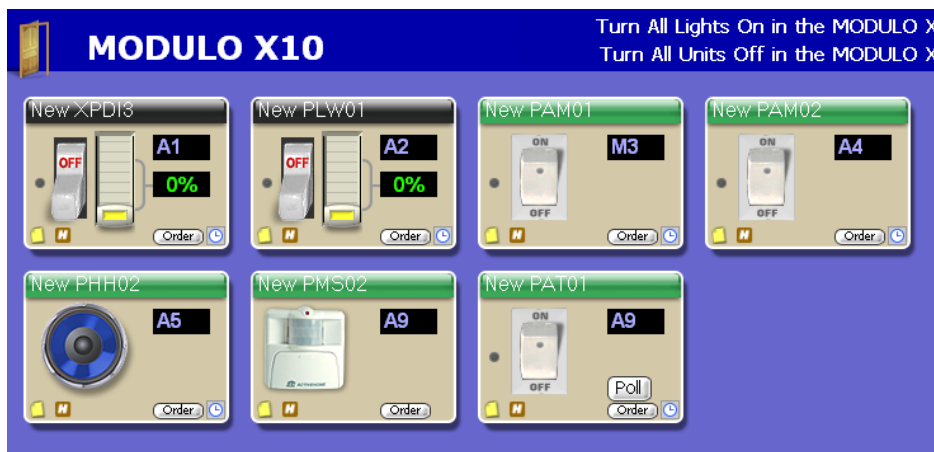 MODULO X10
Turn All Lights On in the MODULO X
Turn All Units Off in the MODULO X
New XPDI3
New PLW01
New PAM01
New PAM02
OFF
A1
0%
Order
OFF
A2
0%
Order
ON
OFF
M3
Order
ON
OFF
A4
Order
New PHH02
New PMS02
New PAT01
A5
Order
ACTIVEHOME
A9
Order
ON
OFF
A9
Poll
Order